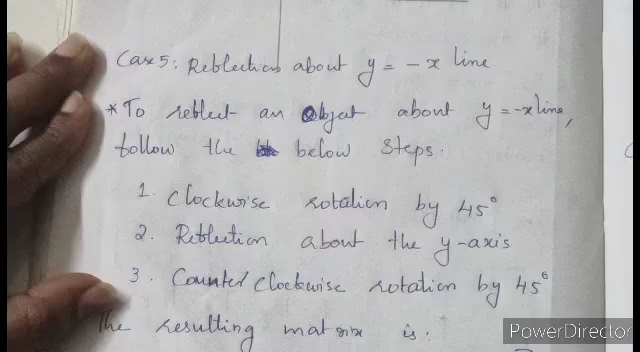 Case 5: Reflection about y = -x line
* To reflect an Object about y = -x line,
follow the below steps.
1. Clockwise rotation by 45°
2. Reflection about the y-axis
3. Counter Clockwise rotation by 45°
The resulting matrix is:
PowerDirector